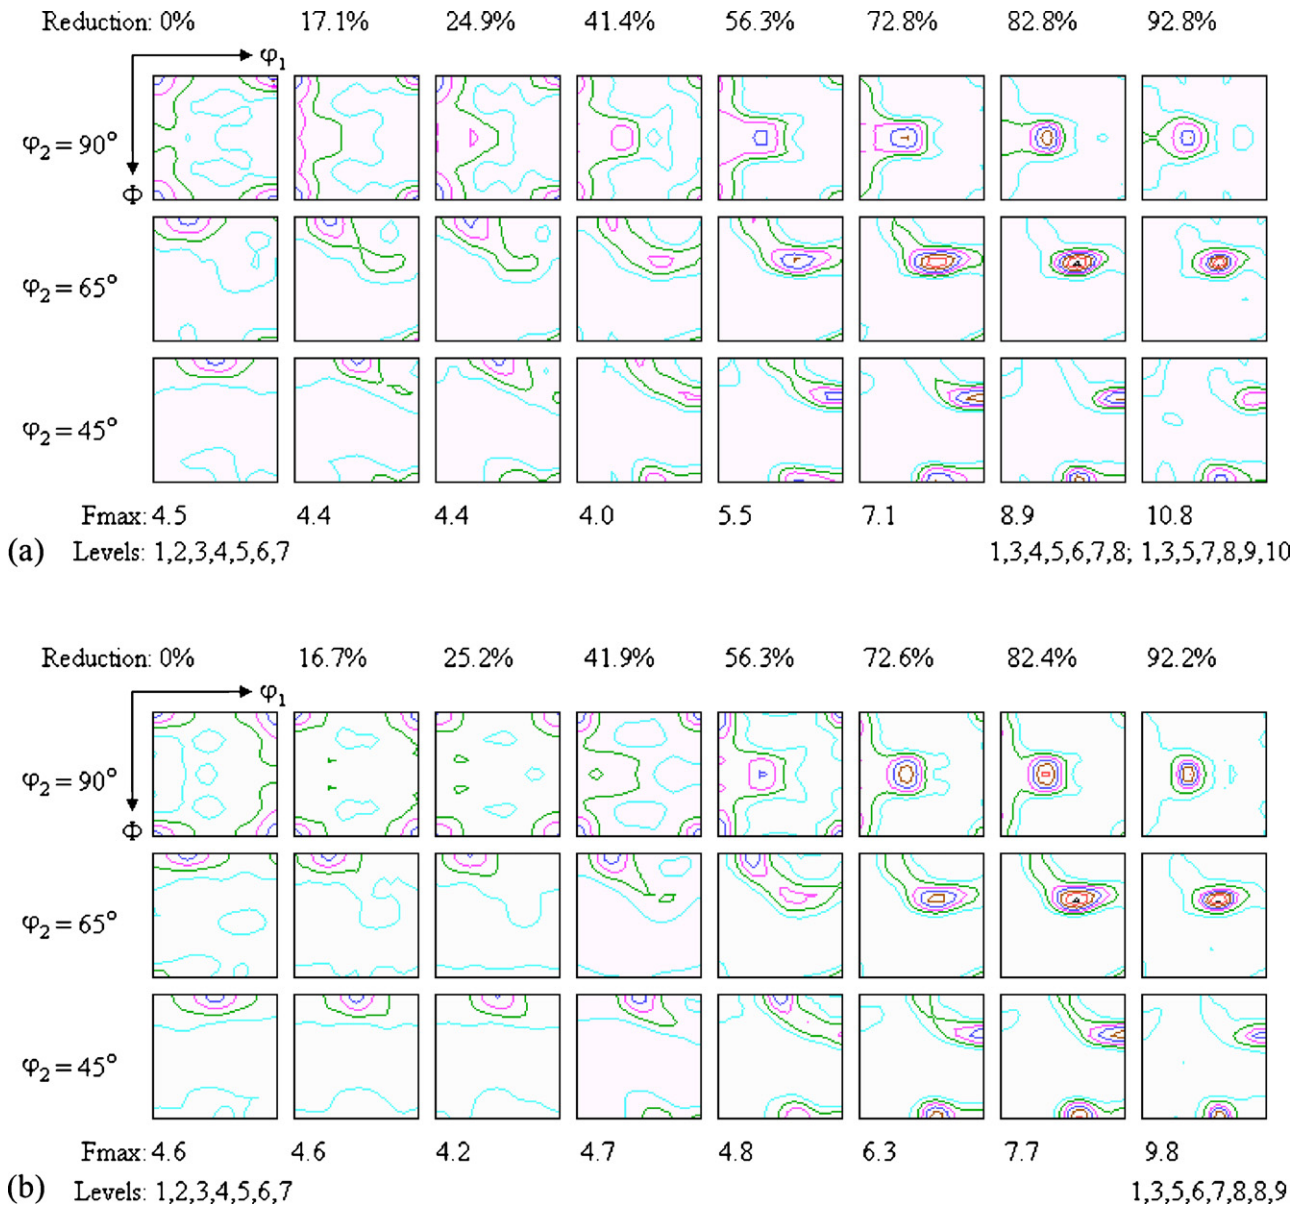 Reduction: 0% 17.1% 24.9% 41.4% 56.3% 72.8% 82.8% 92.8%
φ1
φ2 = 90°
Φ
φ2 = 65°
φ2 = 45°
Fmax: 4.5 4.4 4.4 4.0 5.5 7.1 8.9 10.8
(a) Levels: 1,2,3,4,5,6,7 1,3,4,5,6,7,8; 1,3,5,7,8,9,10
Reduction: 0% 16.7% 25.2% 41.9% 56.3% 72.6% 82.4% 92.2%
φ1
φ2 = 90°
Φ
φ2 = 65°
φ2 = 45°
Fmax: 4.6 4.6 4.2 4.7 4.8 6.3 7.7 9.8
(b) Levels: 1,2,3,4,5,6,7 1,3,5,6,7,8,8,9